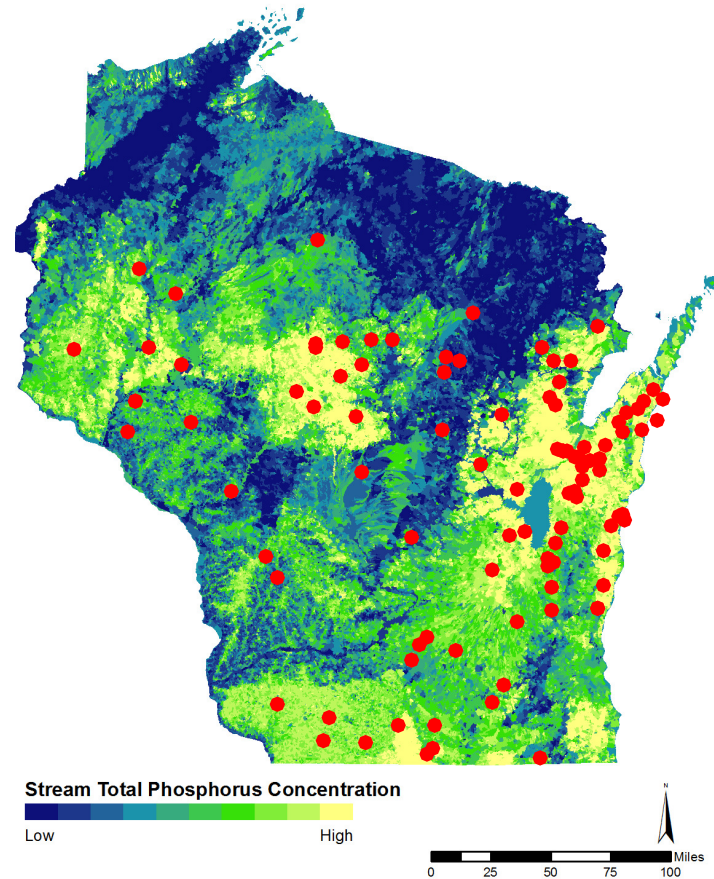 Stream Total Phosphorus Concentration
Low High
N
Miles
0 25 50 75 100